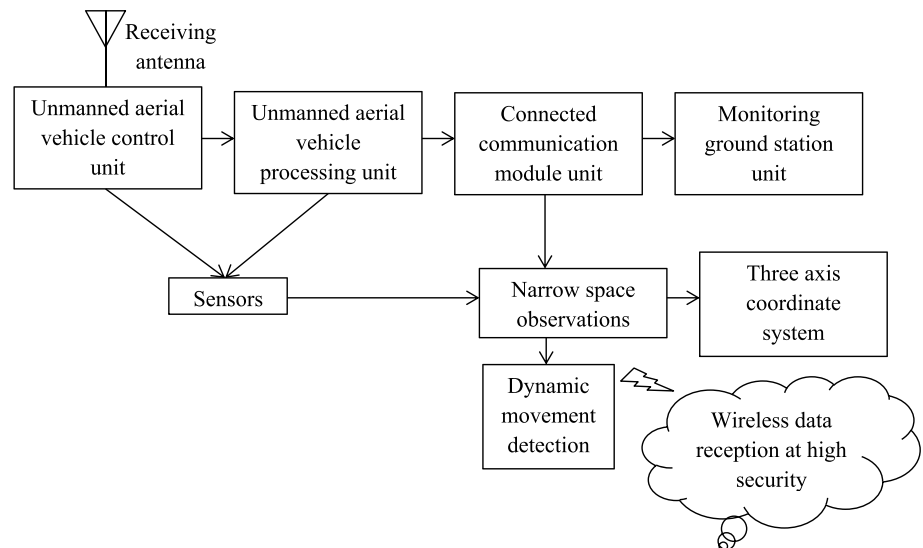 Receiving
antenna
Unmanned aerial
vehicle control
unit
Unmanned aerial
vehicle
processing unit
Connected
communication
module unit
Monitoring
ground station
unit
Sensors
Narrow space
observations
Three axis
coordinate
system
Dynamic
movement
detection
Wireless data
reception at high
security